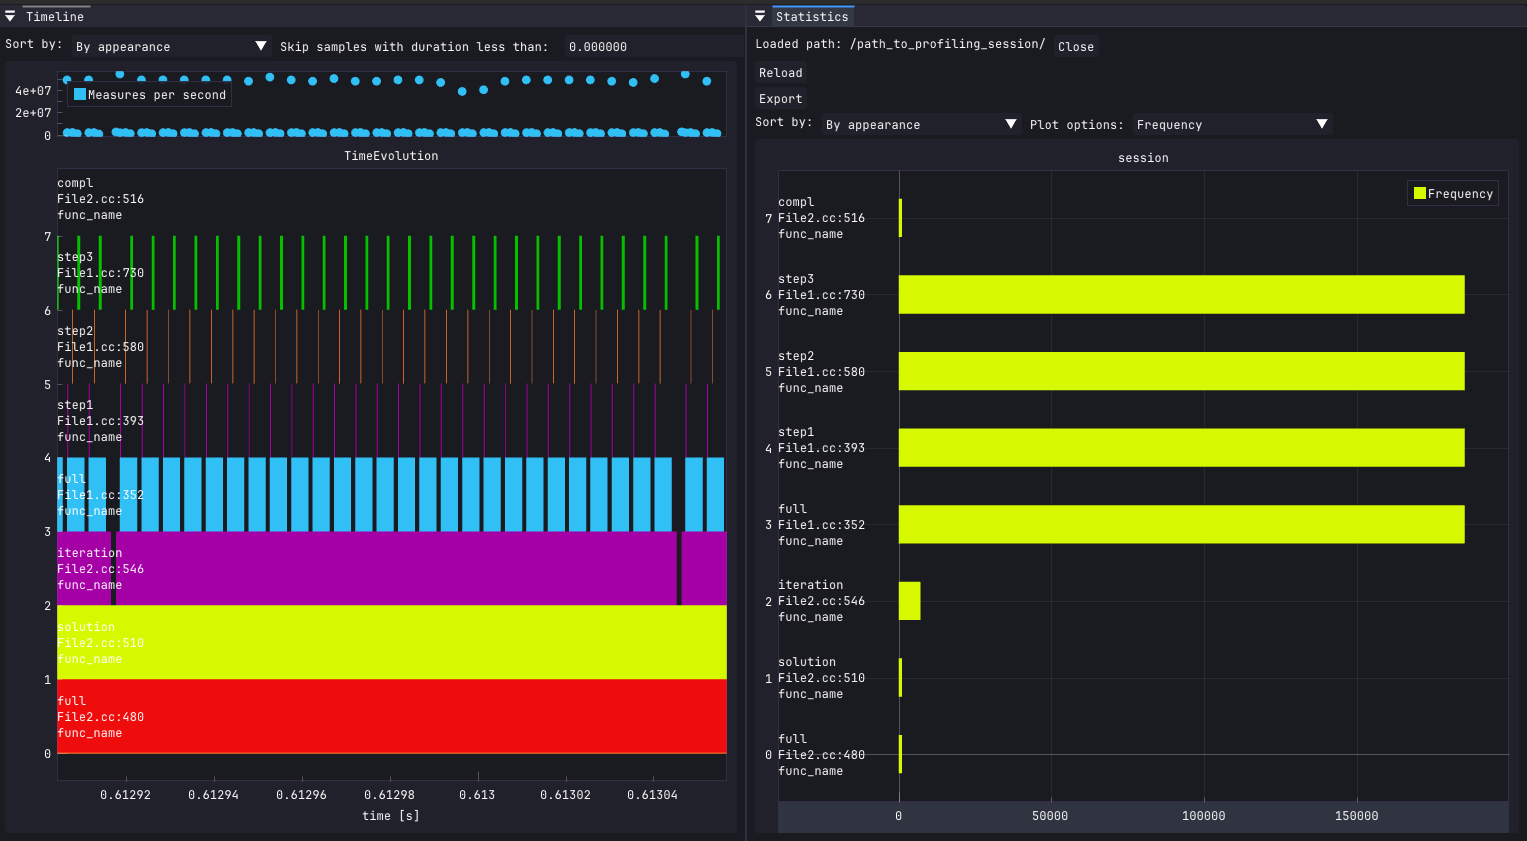 Timeline
Sort by: By appearance Skip samples with duration less than: 0.000000
4e+07
2e+07
0
Measures per second
TimeEvolution
compl
File2.cc:516
func_name
7
step3
File1.cc:730
func_name
6
step2
File1.cc:580
func_name
5
step1
File1.cc:393
func_name
4
full
File1.cc:352
func_name
3
iteration
File2.cc:546
func_name
2
solution
File2.cc:510
func_name
1
full
File2.cc:480
func_name
0
0.61292 0.61294 0.61296 0.61298 0.613 0.61302 0.61304
time [s]
Statistics
Loaded path: /path_to_profiling_session/ Close
Reload
Export
Sort by: By appearance Plot options: Frequency
session
Frequency
compl
7 File2.cc:516
func_name
step3
6 File1.cc:730
func_name
step2
5 File1.cc:580
func_name
step1
4 File1.cc:393
func_name
full
3 File1.cc:352
func_name
iteration
2 File2.cc:546
func_name
solution
1 File2.cc:510
func_name
full
0 File2.cc:480
func_name
0 50000 100000 150000